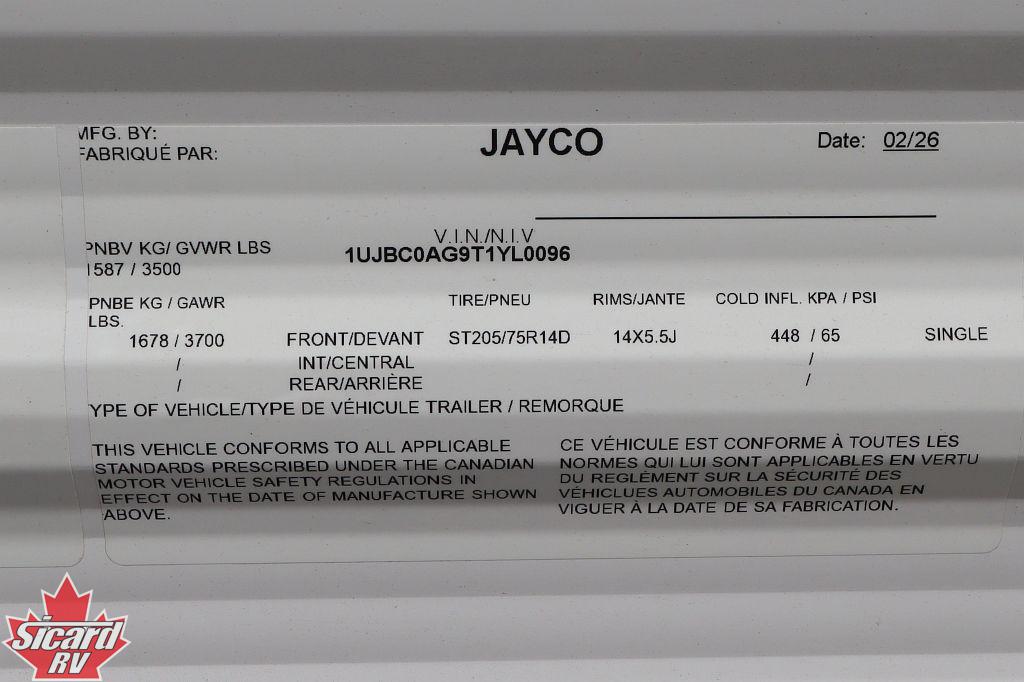 MFG. BY:
FABRIQUÉ PAR:
JAYCO
Date: 02/26
V.I.N./N.I.V
1UJBC0AG9T1YL0096
PNBV KG/ GVWR LBS
1587 / 3500
PNBE KG / GAWR
LBS.
TIRE/PNEU RIMS/JANTE COLD INFL. KPA / PSI
1678 / 3700 FRONT/DEVANT ST205/75R14D 14X5.5J 448 / 65 SINGLE
/ INT/CENTRAL /
/ REAR/ARRIÈRE /
YPE OF VEHICLE/TYPE DE VÉHICULE TRAILER / REMORQUE
THIS VEHICLE CONFORMS TO ALL APPLICABLE
STANDARDS PRESCRIBED UNDER THE CANADIAN
MOTOR VEHICLE SAFETY REGULATIONS IN
EFFECT ON THE DATE OF MANUFACTURE SHOWN
ABOVE.
CE VÉHICULE EST CONFORME À TOUTES LES
NORMES QUI LUI SONT APPLICABLES EN VERTU
DU REGLÉMENT SUR LA SÉCURITÉ DES
VÉHICLUES AUTOMOBILES DU CANADA EN
VIGUER À LA DATE DE SA FABRICATION.
Sicard
RV